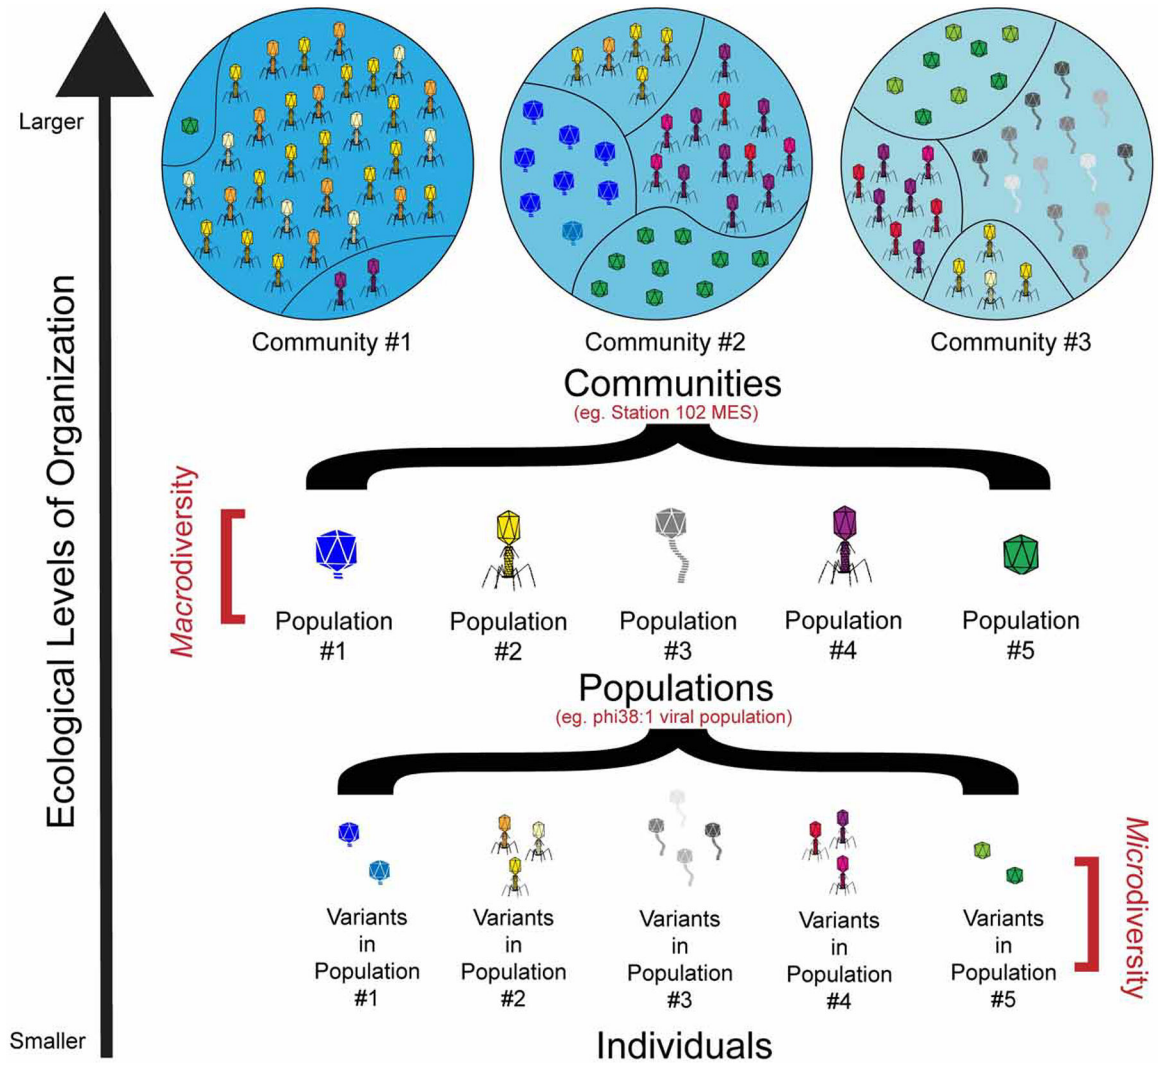 Larger
Ecological Levels of Organization
Smaller
Community #1
Community #2
Community #3
Communities
(eg. Station 102 MES)
Macrodiversity
Population
#1
Population
#2
Population
#3
Population
#4
Population
#5
Populations
(eg. phi38:1 viral population)
Variants
in
Population
#1
Variants
in
Population
#2
Variants
in
Population
#3
Variants
in
Population
#4
Variants
in
Population
#5
Microdiversity
Individuals